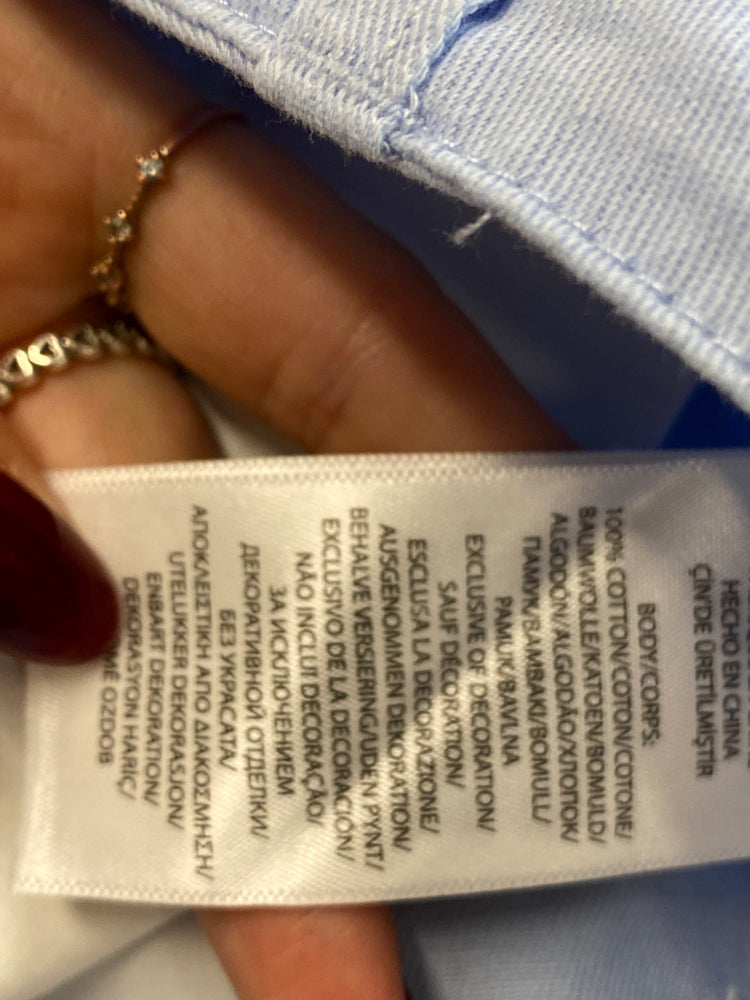 HECHO EN CHINA
ÇİN'DE ÜRETİLMİŞTİR
BODY/CORPS:
100% COTTON/COTON/COTONE/
BAUMWOLLE/KATOEN/BOMULD/
ALGODÓN/ALGODÃO/ХЛОПОК/
ПАМУК/ΒΑΜΒΑΚΙ/BOMULL/
PAMUK/BAVLNA
EXCLUSIVE OF DECORATION/
SAUF DÉCORATION/
ESCLUSA LA DECORAZIONE/
AUSGENOMMEN DEKORATION/
BEHALVE VERSIERING/UDEN PYNT/
EXCLUSIVO DE LA DECORACIÓN/
NÃO INCLUI DECORAÇÃO/
ЗА ИСКЛЮЧЕНИЕМ
ДЕКОРАТИВНОЙ ОТДЕЛКИ/
БЕЗ УКРАСАТА/
ΑΠΟΚΛΕΙΣΤΙΚΗ ΑΠΟ ΔΙΑΚΟΣΜΗΣΗ/
UTELUKKER DEKORASJON/
ENBART DEKORATION/
DEKORASYON HARİÇ/
OZDOB